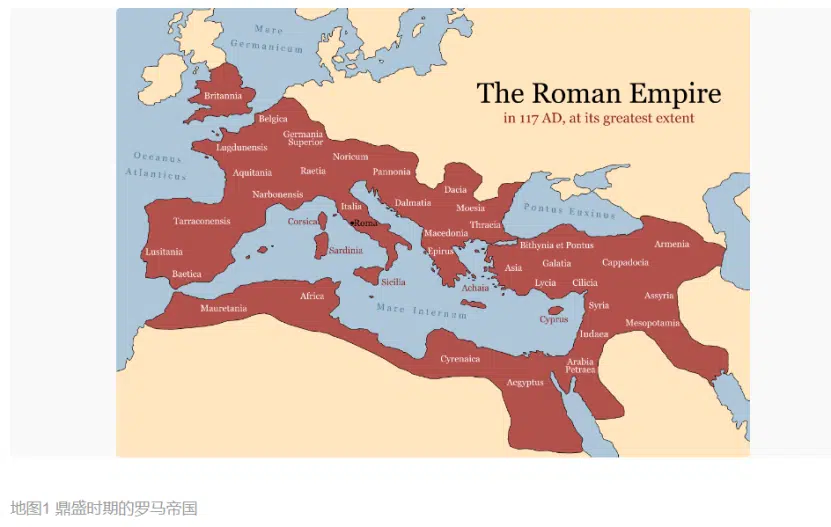 Mare
Germanicum
The Roman Empire
in 117 AD, at its greatest extent
Britannia
Belgica
Germania
Superior
Lugdunensis
Oceanus
Atlanticus
Noricum
Aquitania
Raetia
Pannonia
Narbonensis
Dacia
Italia
Dalmatia
Moesia
Pontus Euxinus
Tarraconensis
Corsica
Roma
Thracia
Macedonia
Lusitania
Sardinia
Epirus
Bithynia et Pontus
Armenia
Baetica
Asia
Galatia
Cappadocia
Sicilia
Achaia
Lycia
Cilicia
Mauretania
Africa
Assyria
Mare Internum
Syria
Cyprus
Mesopotamia
Iudaea
Cyrenaica
Arabia
Petraea
Aegyptus
地图1 鼎盛时期的罗马帝国